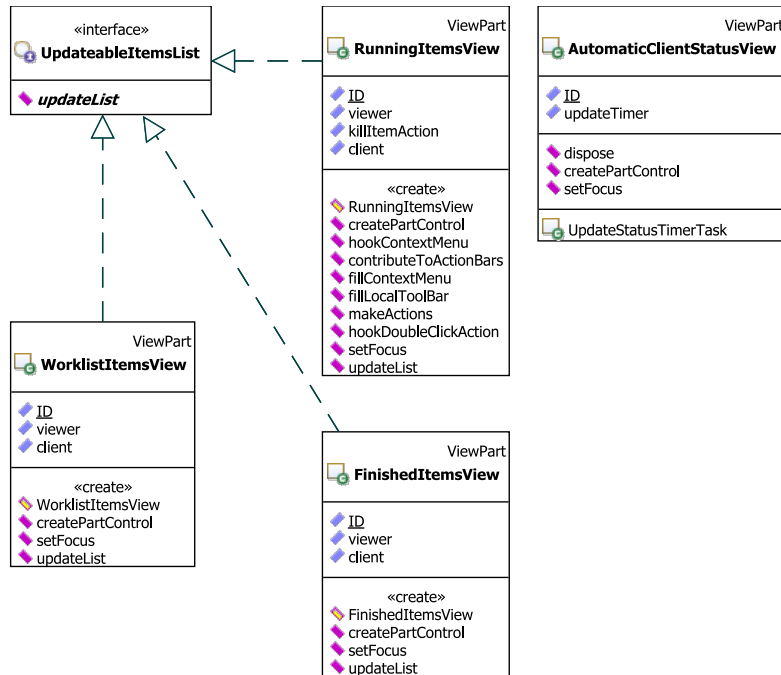 «interface»
UpdateableItemsList
updateList
ViewPart
RunningItemsView
ID
viewer
killItemAction
client
«create»
RunningItemsView
createPartControl
hookContextMenu
contributeToActionBars
fillContextMenu
fillLocalToolBar
makeActions
hookDoubleClickAction
setFocus
updateList
ViewPart
AutomaticClientStatusView
ID
updateTimer
dispose
createPartControl
setFocus
UpdateStatusTimerTask
ViewPart
WorklistItemsView
ID
viewer
client
«create»
WorklistItemsView
createPartControl
setFocus
updateList
ViewPart
FinishedItemsView
ID
viewer
client
«create»
FinishedItemsView
createPartControl
setFocus
updateList